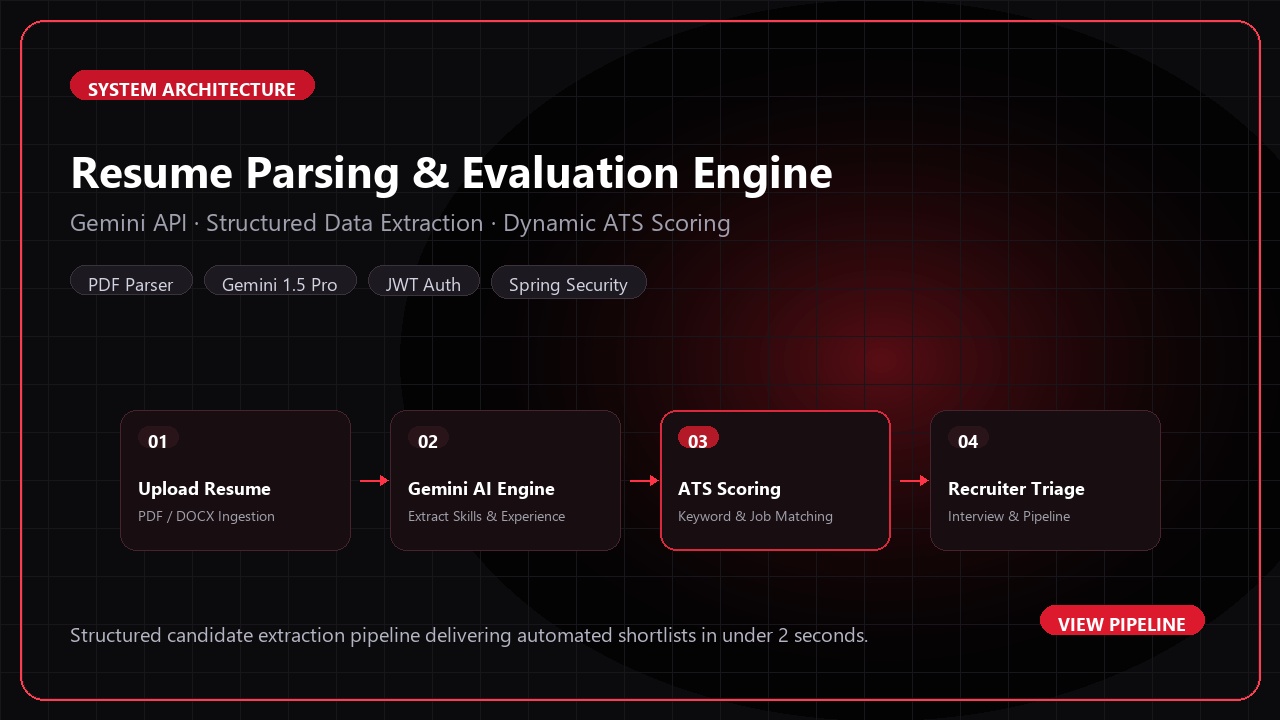 SYSTEM ARCHITECTURE
Resume Parsing & Evaluation Engine
Gemini API · Structured Data Extraction · Dynamic ATS Scoring
PDF Parser
Gemini 1.5 Pro
JWT Auth
Spring Security
01
Upload Resume
PDF / DOCX Ingestion
02
Gemini AI Engine
Extract Skills & Experience
03
ATS Scoring
Keyword & Job Matching
04
Recruiter Triage
Interview & Pipeline
Structured candidate extraction pipeline delivering automated shortlists in under 2 seconds.
VIEW PIPELINE